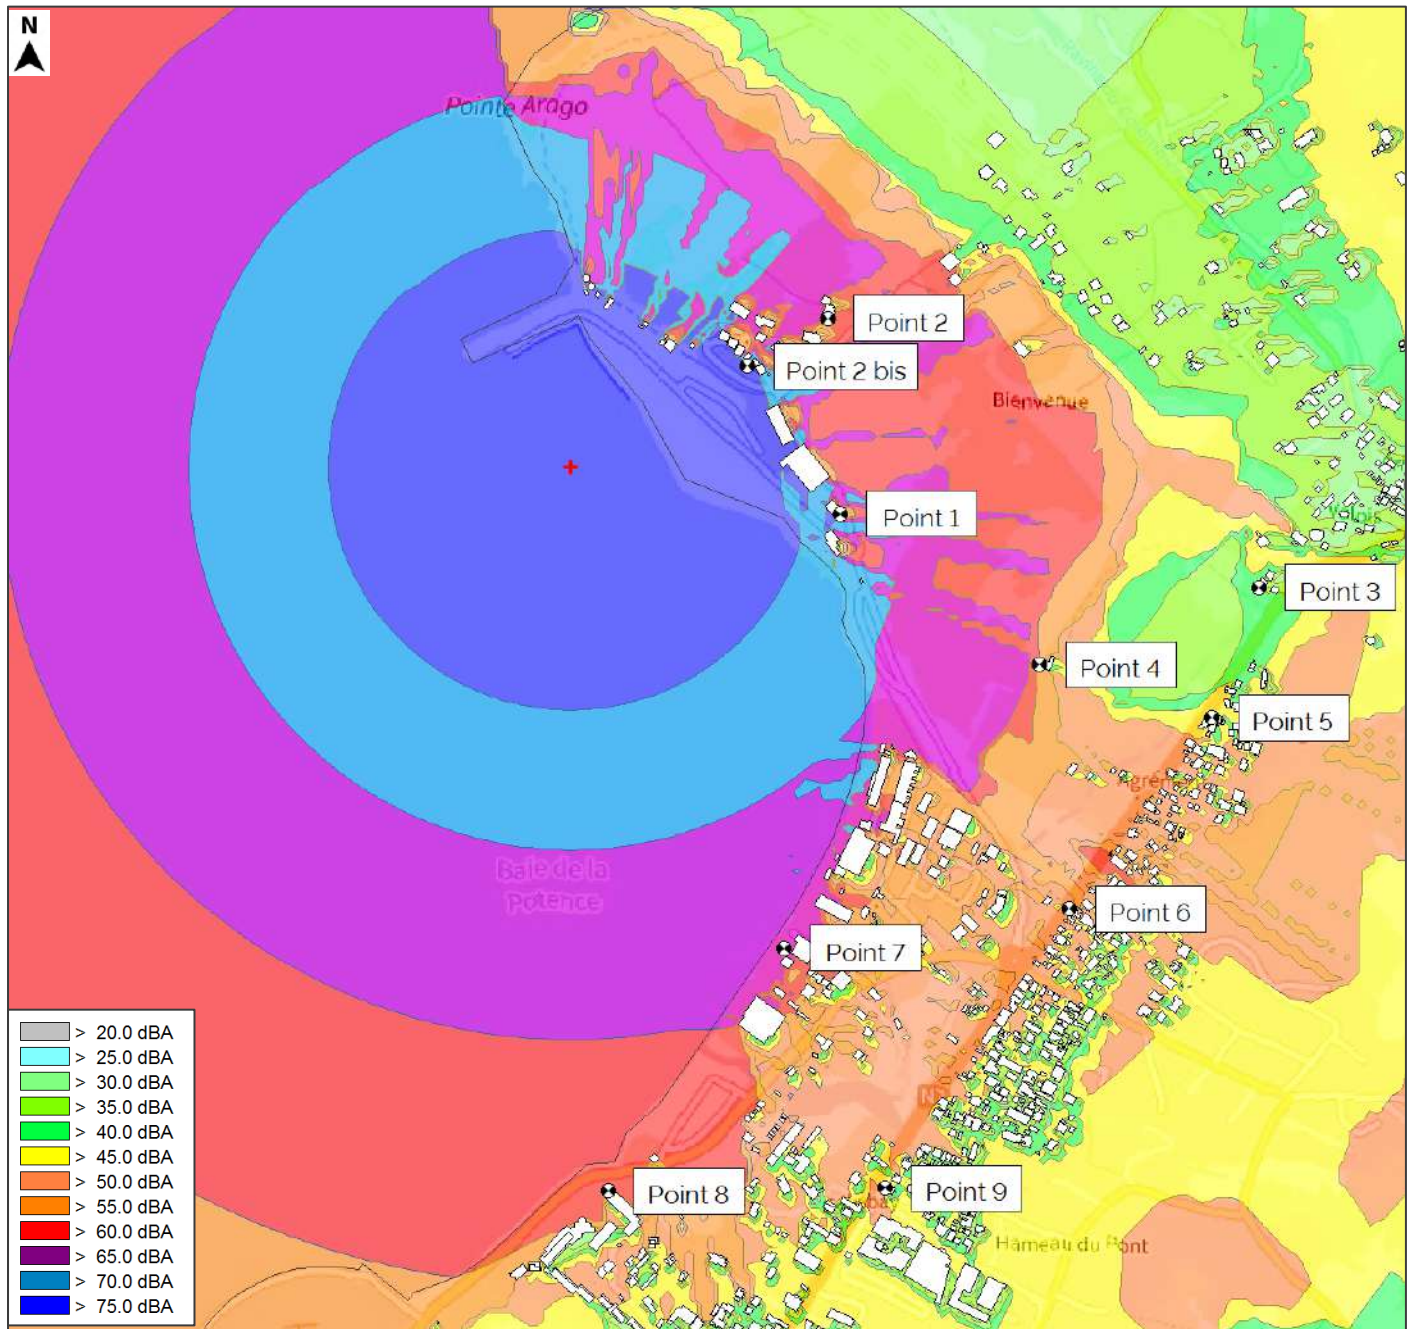 N
Pointe Arago
Point 2
Point 2 bis
Bienvenue
Point 1
Point 3
Point 4
Point 5
Point 6
Baie de la
Potence
Point 7
Point 8
Point 9
Hameau du Pont
> 20.0 dBA
> 25.0 dBA
> 30.0 dBA
> 35.0 dBA
> 40.0 dBA
> 45.0 dBA
> 50.0 dBA
> 55.0 dBA
> 60.0 dBA
> 65.0 dBA
> 70.0 dBA
> 75.0 dBA